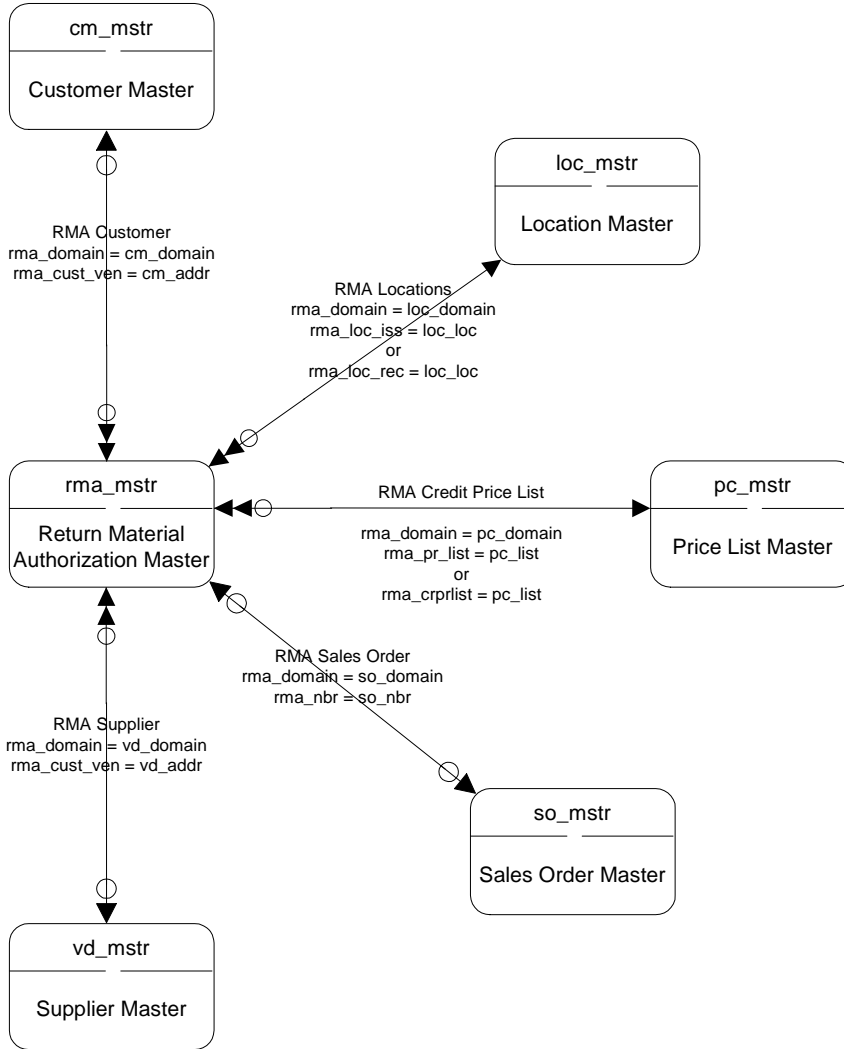 cm_mstr
Customer Master
loc_mstr
Location Master
RMA Customer
rma_domain = cm_domain
rma_cust_ven = cm_addr
RMA Locations
rma_domain = loc_domain
rma_loc_iss = loc_loc
or
rma_loc_rec = loc_loc
rma_mstr
Return Material
Authorization Master
RMA Credit Price List
rma_domain = pc_domain
rma_pr_list = pc_list
or
rma_crprlist = pc_list
pc_mstr
Price List Master
RMA Sales Order
rma_domain = so_domain
rma_nbr = so_nbr
RMA Supplier
rma_domain = vd_domain
rma_cust_ven = vd_addr
so_mstr
Sales Order Master
vd_mstr
Supplier Master